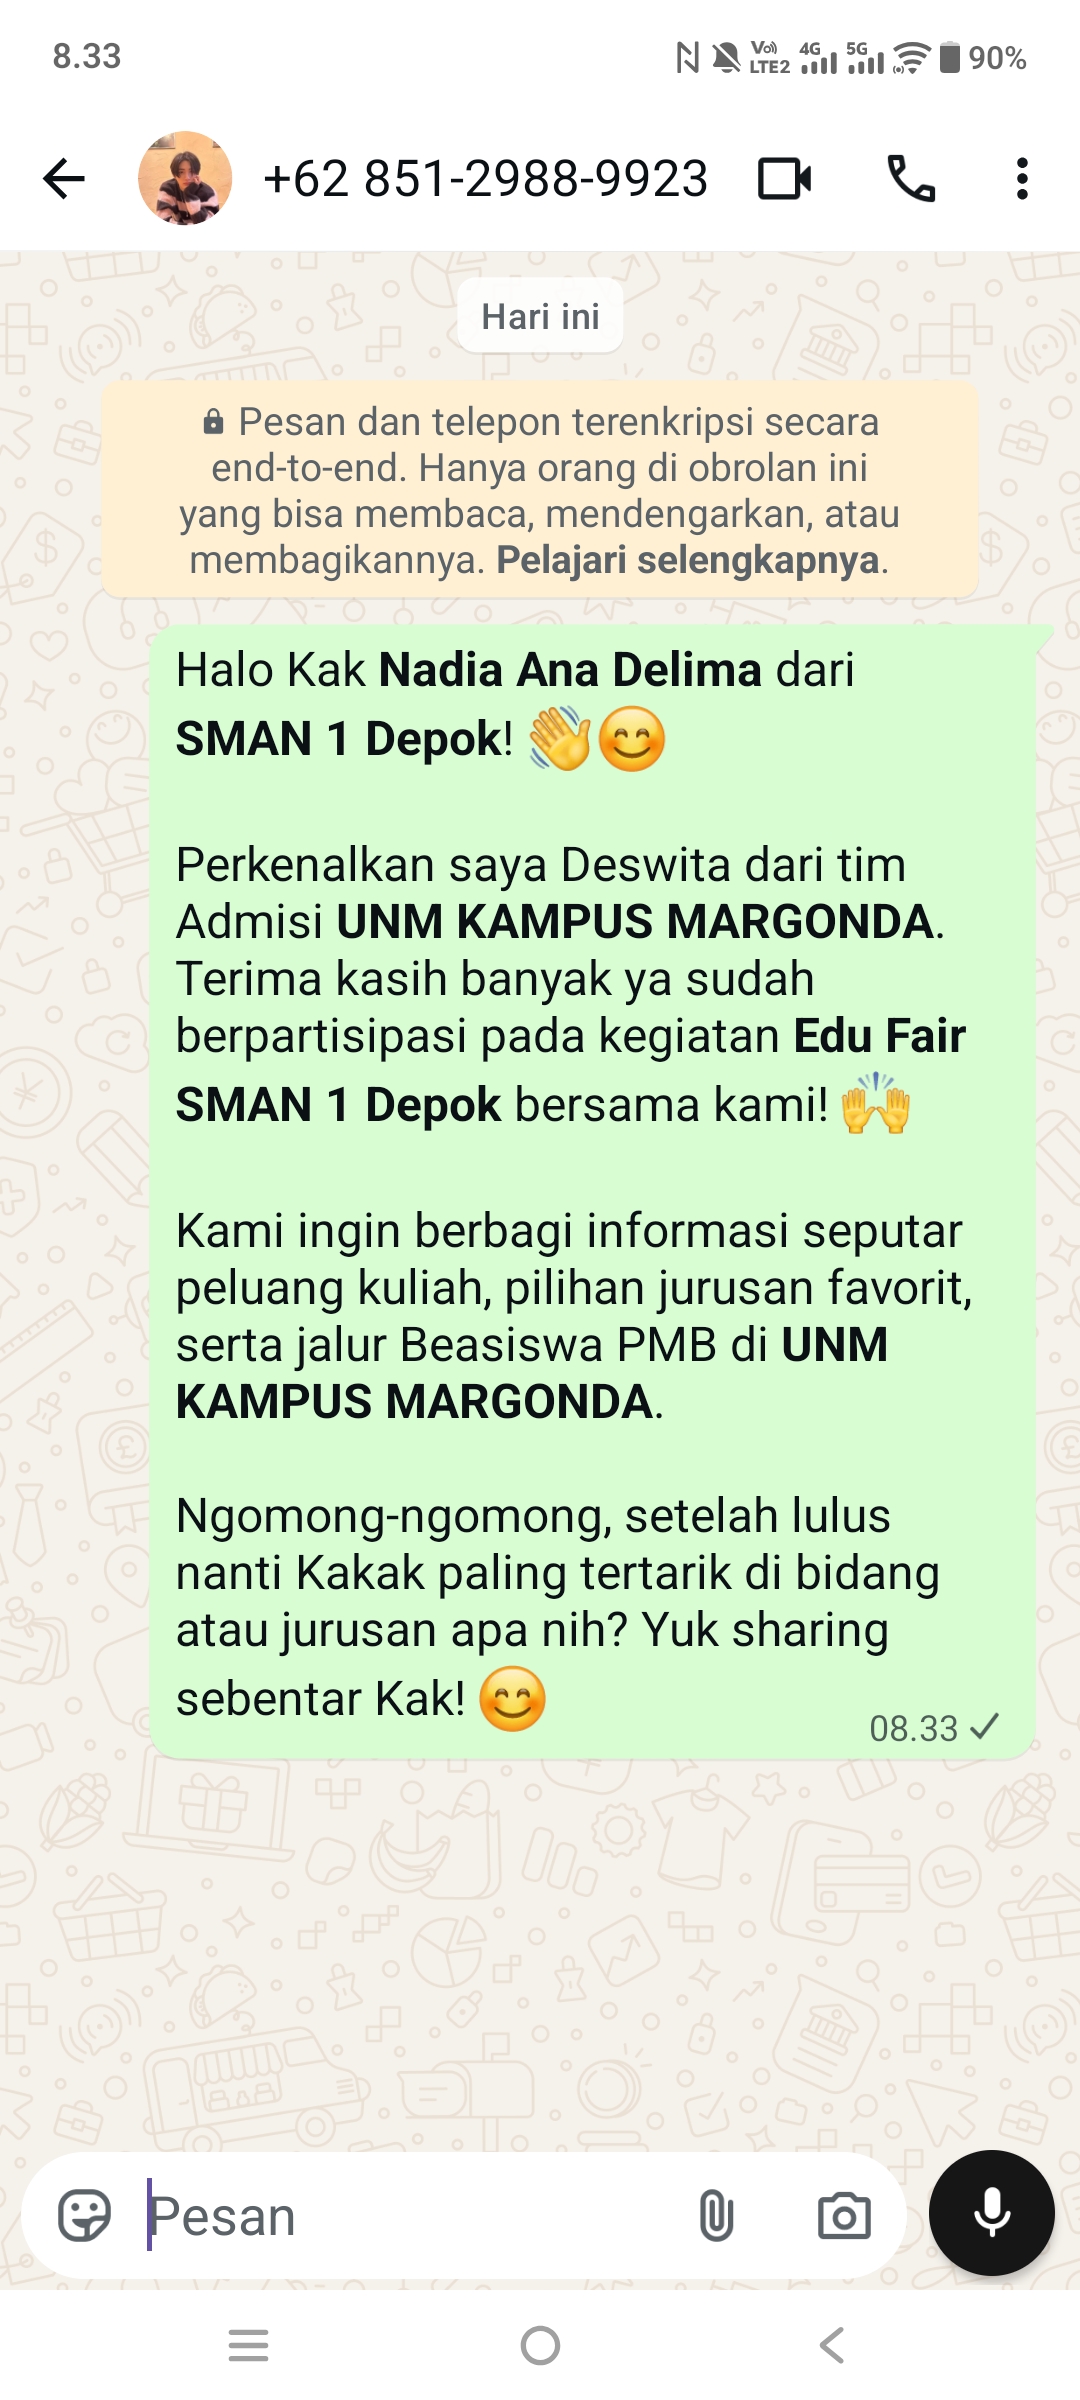 8.33
Vo) 4G 5G
LTE2 90%
+62 851-2988-9923
Hari ini
Pesan dan telepon terenkripsi secara
end-to-end. Hanya orang di obrolan ini
yang bisa membaca, mendengarkan, atau
membagikannya. Pelajari selengkapnya.
Halo Kak Nadia Ana Delima dari
SMAN 1 Depok! 👋😊
Perkenalkan saya Deswita dari tim
Admisi UNM KAMPUS MARGONDA.
Terima kasih banyak ya sudah
berpartisipasi pada kegiatan Edu Fair
SMAN 1 Depok bersama kami! 🙌
Kami ingin berbagi informasi seputar
peluang kuliah, pilihan jurusan favorit,
serta jalur Beasiswa PMB di UNM
KAMPUS MARGONDA.
Ngomong-ngomong, setelah lulus
nanti Kakak paling tertarik di bidang
atau jurusan apa nih? Yuk sharing
sebentar Kak! 😊
08.33
Pesan